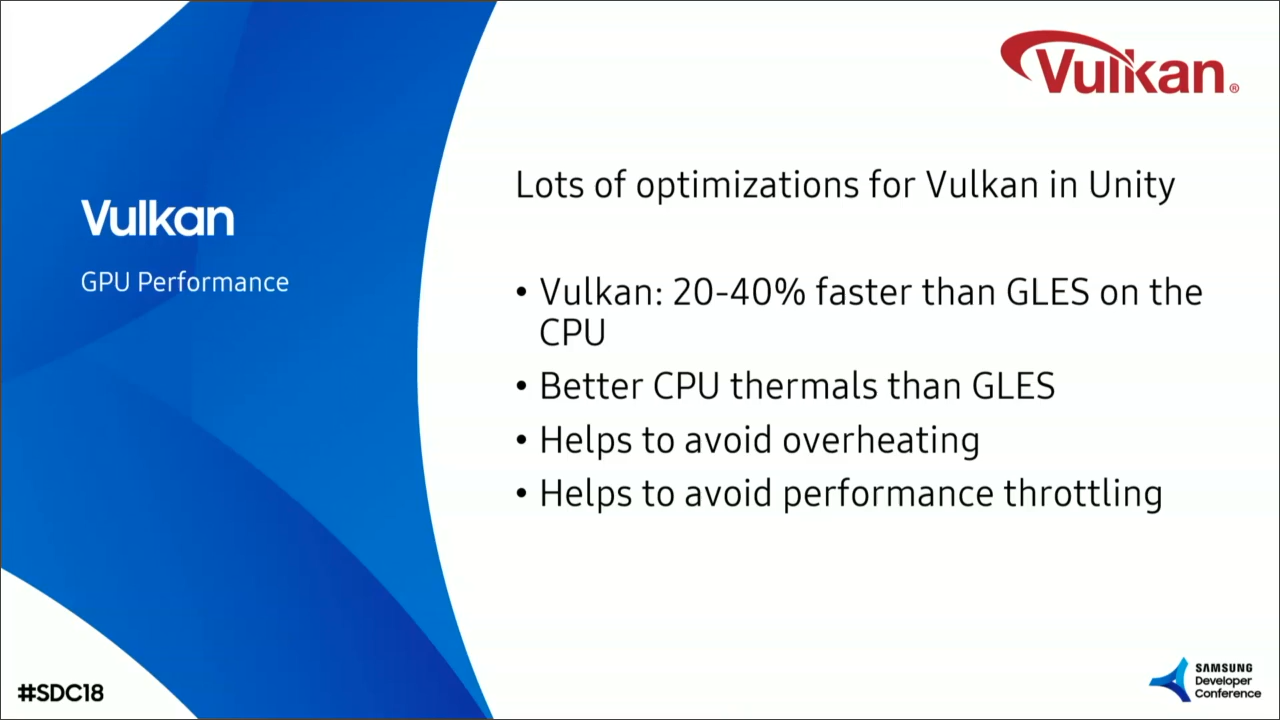 Vulkan®
Vulkan
GPU Performance
Lots of optimizations for Vulkan in Unity
• Vulkan: 20-40% faster than GLES on the
CPU
• Better CPU thermals than GLES
• Helps to avoid overheating
• Helps to avoid performance throttling
#SDC18
SAMSUNG
Developer
Conference